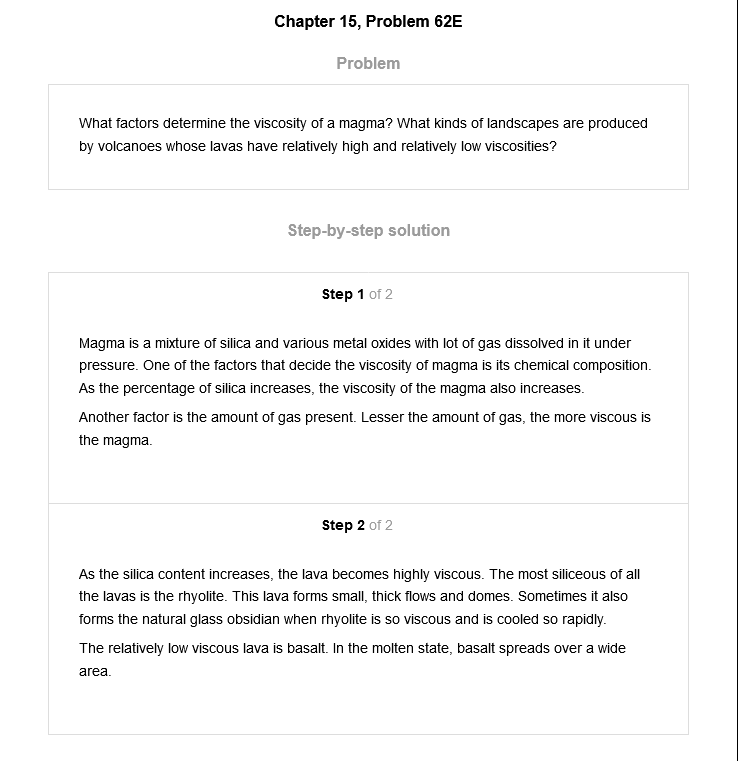 Chapter 15, Problem 62E
Problem
What factors determine the viscosity of a magma? What kinds of landscapes are produced
by volcanoes whose lavas have relatively high and relatively low viscosities?
Step-by-step solution
Step 1 of 2
Magma is a mixture of silica and various metal oxides with lot of gas dissolved in it under
pressure. One of the factors that decide the viscosity of magma is its chemical composition.
As the percentage of silica increases, the viscosity of the magma also increases.
Another factor is the amount of gas present. Lesser the amount of gas, the more viscous is
the magma.
Step 2 of 2
As the silica content increases, the lava becomes highly viscous. The most siliceous of all
the lavas is the rhyolite. This lava forms small, thick flows and domes. Sometimes it also
forms the natural glass obsidian when rhyolite is so viscous and is cooled so rapidly.
The relatively low viscous lava is basalt. In the molten state, basalt spreads over a wide
area.